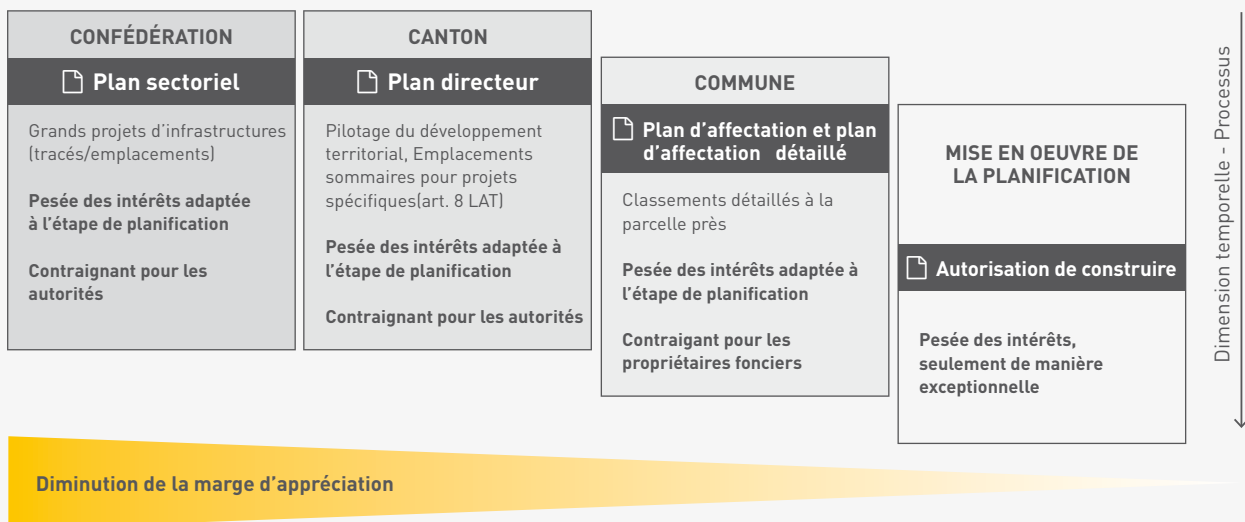 CONFÉDÉRATION
Plan sectoriel
Grands projets d'infrastructures
(tracés/emplacements)
Pesée des intérêts adaptée
à l'étape de planification
Contraignant pour les
autorités
CANTON
Plan directeur
Pilotage du développement
territorial, Emplacements
sommaires pour projets
spécifiques(art. 8 LAT)
Pesée des intérêts adaptée à
l'étape de planification
Contraignant pour les autorités
COMMUNE
Plan d'affectation et plan
d'affectation détaillé
Classements détaillés à la
parcelle près
Pesée des intérêts adaptée à
l'étape de planification
Contraigant pour les
propriétaires fonciers
MISE EN OEUVRE DE
LA PLANIFICATION
Autorisation de construire
Pesée des intérêts,
seulement de manière
exceptionnelle
Dimension temporelle - Processus
Diminution de la marge d'appréciation